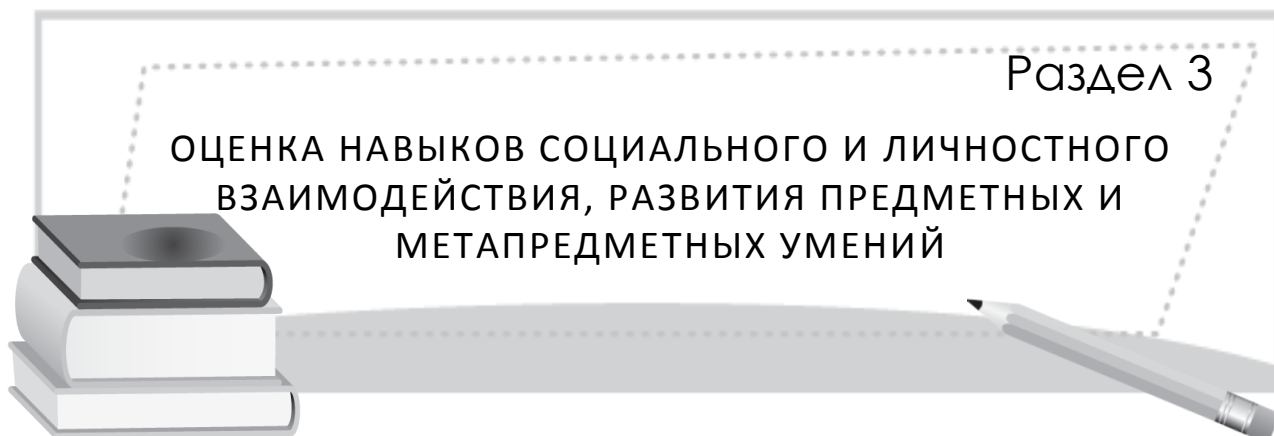 Раздел 3
ОЦЕНКА НАВЫКОВ СОЦИАЛЬНОГО И ЛИЧНОСТНОГО
ВЗАИМОДЕЙСТВИЯ, РАЗВИТИЯ ПРЕДМЕТНЫХ И
МЕТАПРЕДМЕТНЫХ УМЕНИЙ